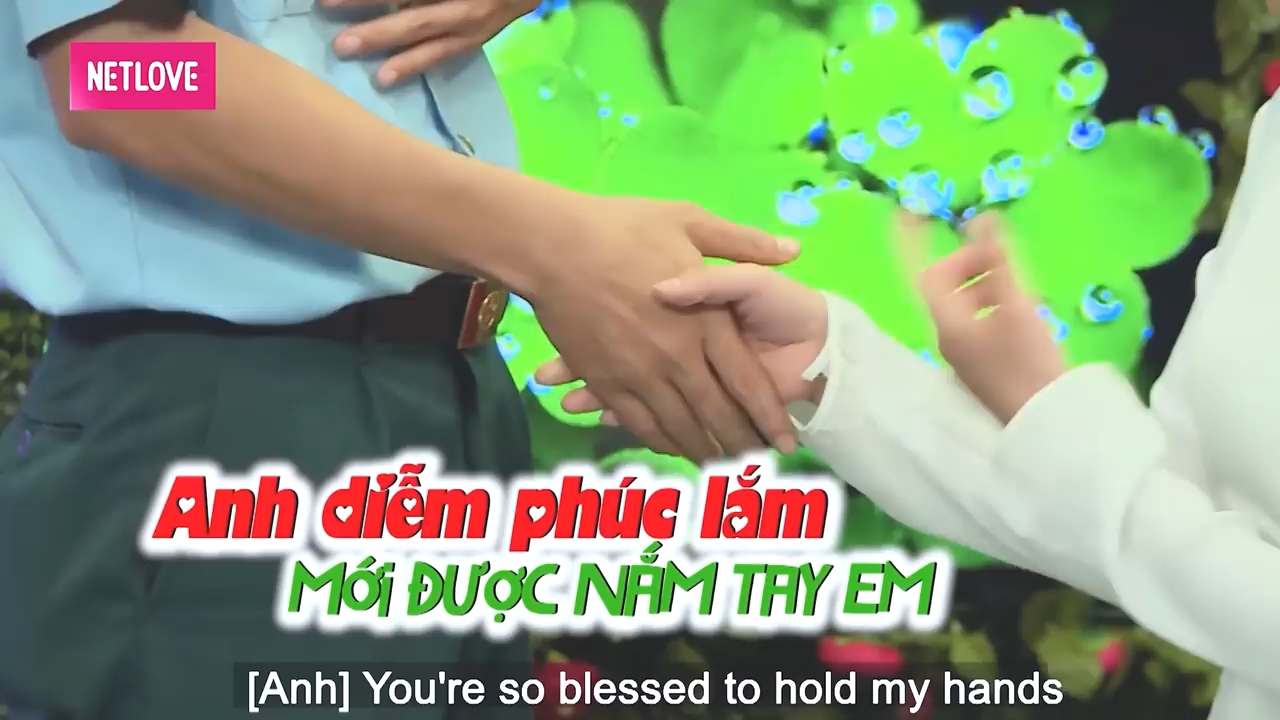 NETLOVE
Anh diễm phúc lắm
MỚI ĐƯỢC NẮM TAY EM
[Anh] You're so blessed to hold my hands